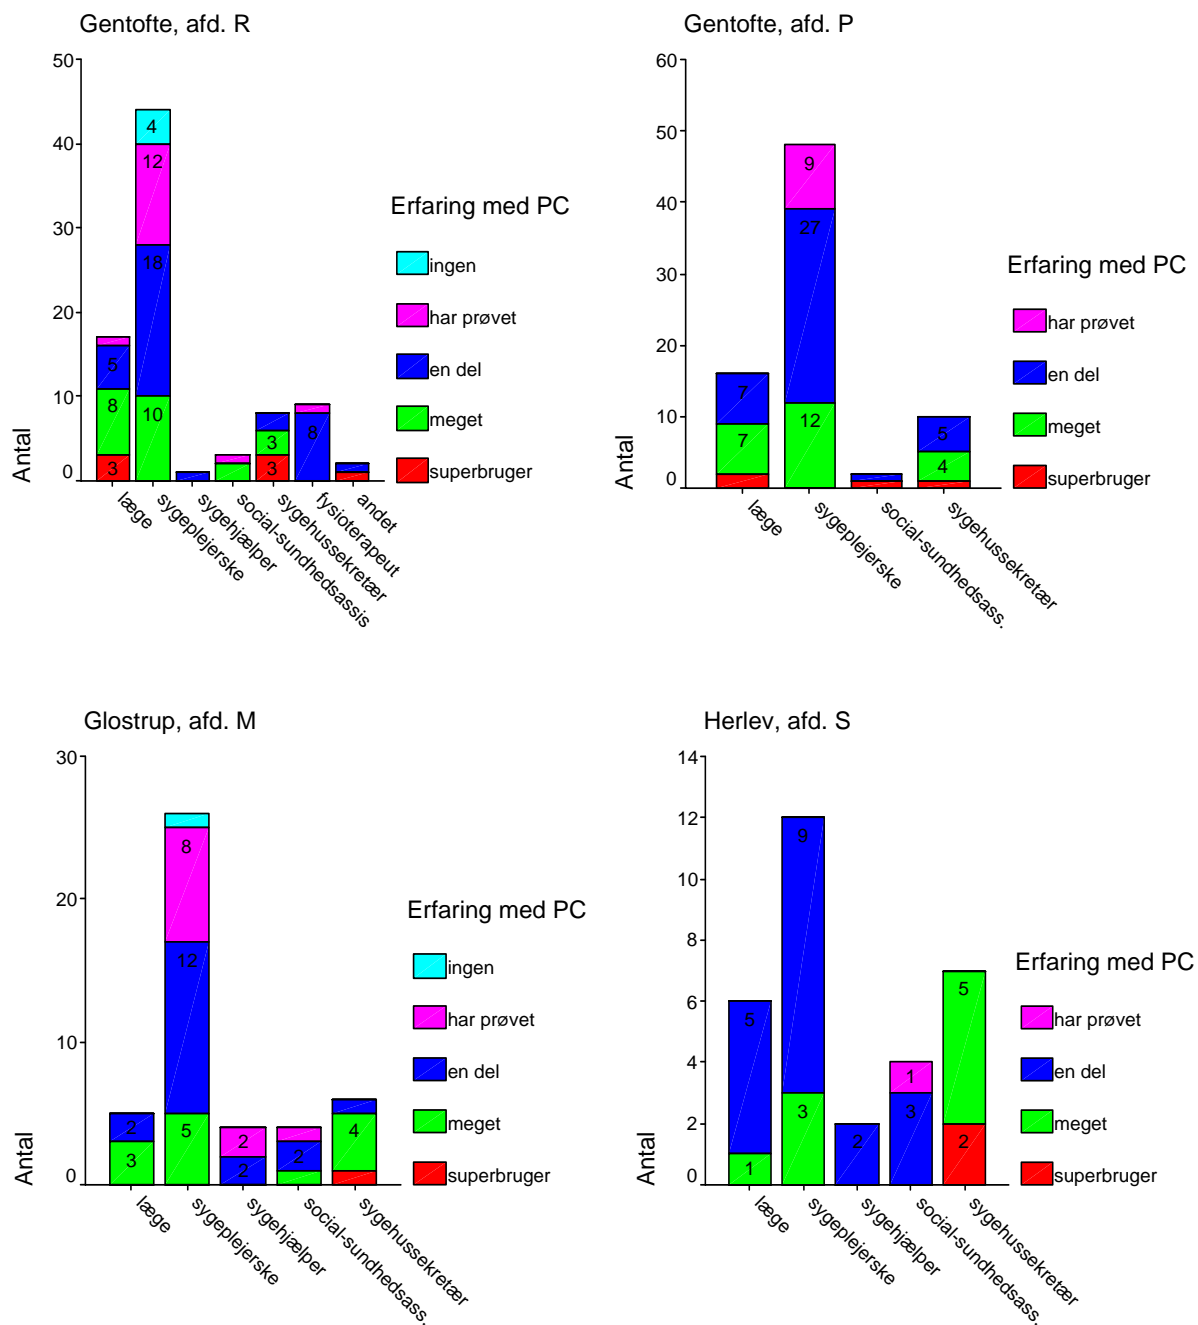 Gentofte, afd. R
50
40
30
20
10
0
Antal
4
12
18
10
5
8
3
3
3
8
læge
sygeplejerske
sygehjælper
social-sundhedsassis
sygehussekretær
fysioterapeut
andet
Erfaring med PC
ingen
har prøvet
en del
meget
superbruger
Gentofte, afd. P
60
50
40
30
20
10
0
Antal
9
27
12
7
7
5
4
læge
sygeplejerske
social-sundhedsass.
sygehussekretær
Erfaring med PC
har prøvet
en del
meget
superbruger
Glostrup, afd. M
30
20
10
0
Antal
8
12
5
2
3
2
2
2
4
læge
sygeplejerske
sygehjælper
social-sundhedsass.
sygehussekretær
Erfaring med PC
ingen
har prøvet
en del
meget
superbruger
Herlev, afd. S
14
12
10
8
6
4
2
0
Antal
9
3
5
1
2
1
3
5
2
læge
sygeplejerske
sygehjælper
social-sundhedsass.
sygehussekretær
Erfaring med PC
har prøvet
en del
meget
superbruger